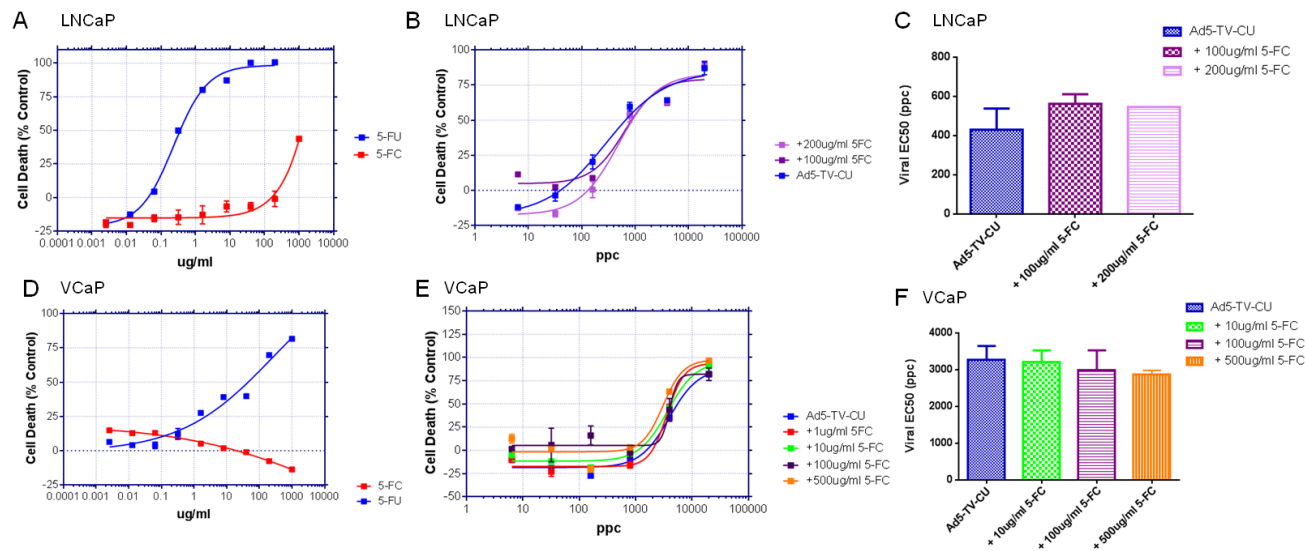 A
LNCaP
Cell Death (% Control)
100
75
50
25
0
-25
0.0001 0.001 0.01 0.1 1 10 100 1000 10000
ug/ml
5-FU
5-FC
B
LNCaP
Cell Death (% Control)
100
75
50
25
0
-25
1 10 100 1000 10000 100000
ppc
+200ug/ml 5FC
+100ug/ml 5FC
Ad5-TV-CU
C
LNCaP
Ad5-TV-CU
+ 100ug/ml 5-FC
+ 200ug/ml 5-FC
Viral EC50 (ppc)
800
600
400
200
0
Ad5-TV-CU
+ 100ug/ml 5-FC
+ 200ug/ml 5-FC
D
VCaP
Cell Death (% Control)
100
75
50
25
0
-25
0.0001 0.001 0.01 0.1 1 10 100 1000 10000
ug/ml
5-FC
5-FU
E
VCaP
Cell Death (% Control)
150
125
100
75
50
25
0
-25
-50
1 10 100 1000 10000 100000
ppc
Ad5-TV-CU
+1ug/ml 5FC
+10ug/ml 5-FC
+100ug/ml 5-FC
+500ug/ml 5-FC
F
VCaP
Ad5-TV-CU
+ 10ug/ml 5-FC
+ 100ug/ml 5-FC
+ 500ug/ml 5-FC
Viral EC50 (ppc)
4000
3000
2000
1000
0
Ad5-TV-CU
+ 10ug/ml 5-FC
+ 100ug/ml 5-FC
+ 500ug/ml 5-FC